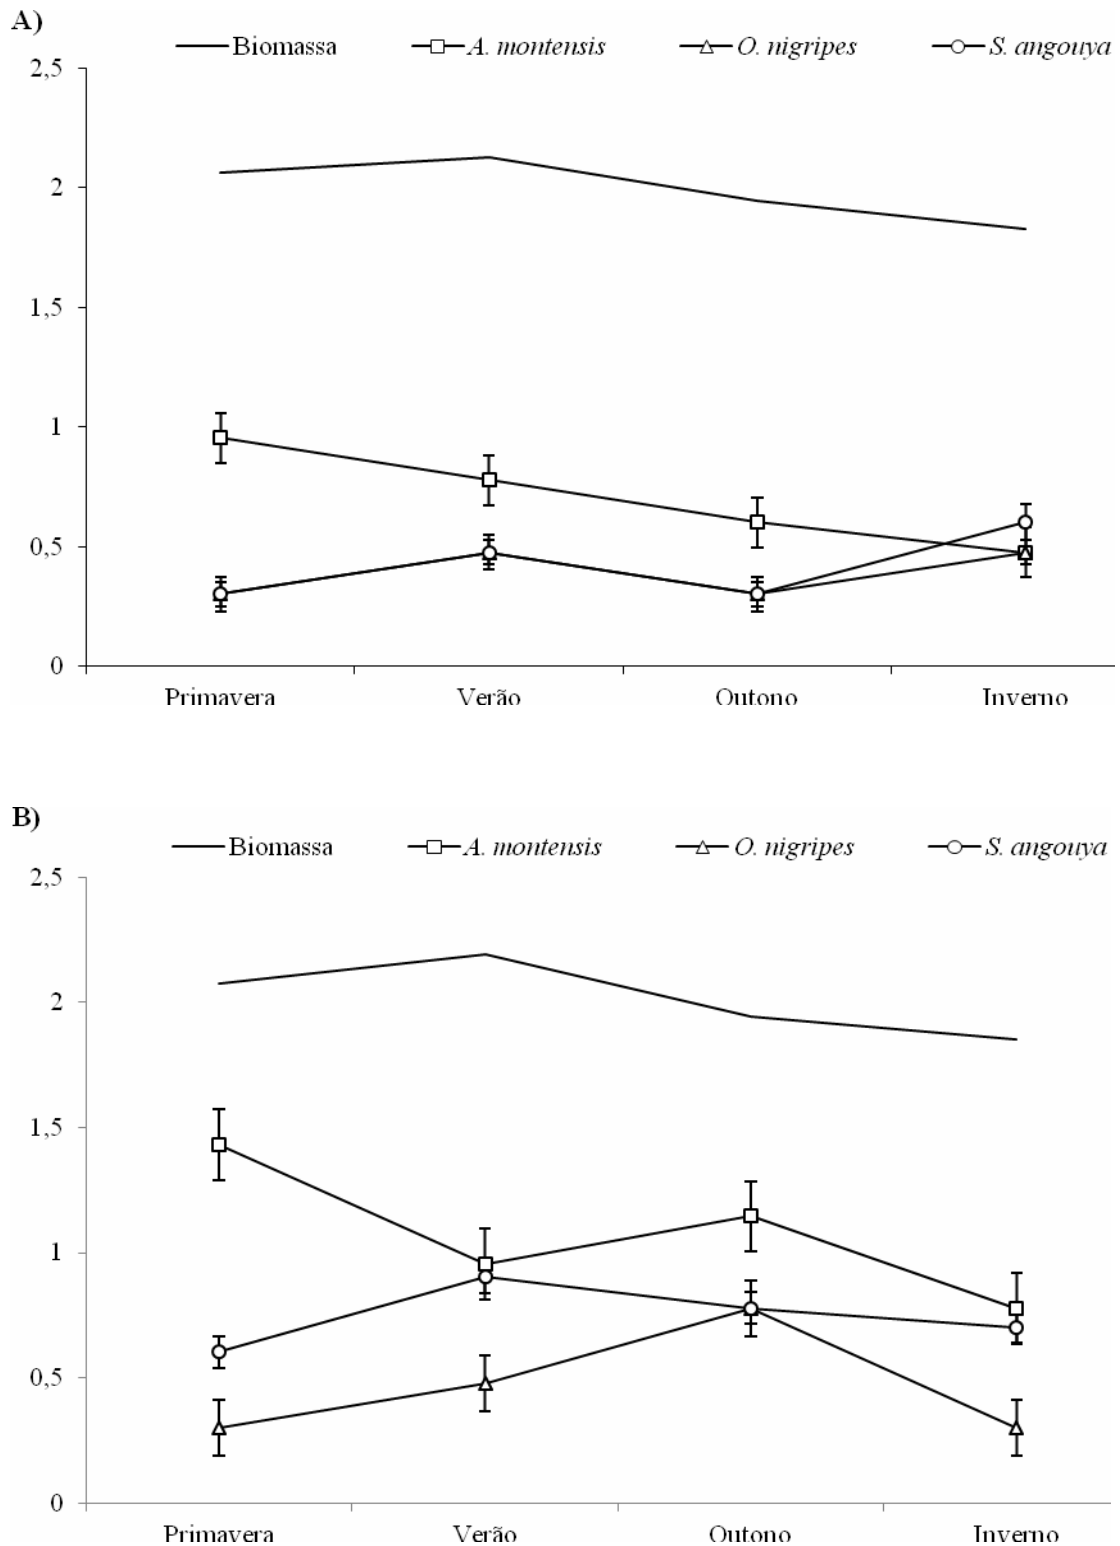 A)
Biomassa A. montensis O. nigripes S. angouya
2,5
2
1,5
1
0,5
0
Primavera Verão Outono Inverno
B)
Biomassa A. montensis O. nigripes S. angouya
2,5
2
1,5
1
0,5
0
Primavera Verão Outono Inverno